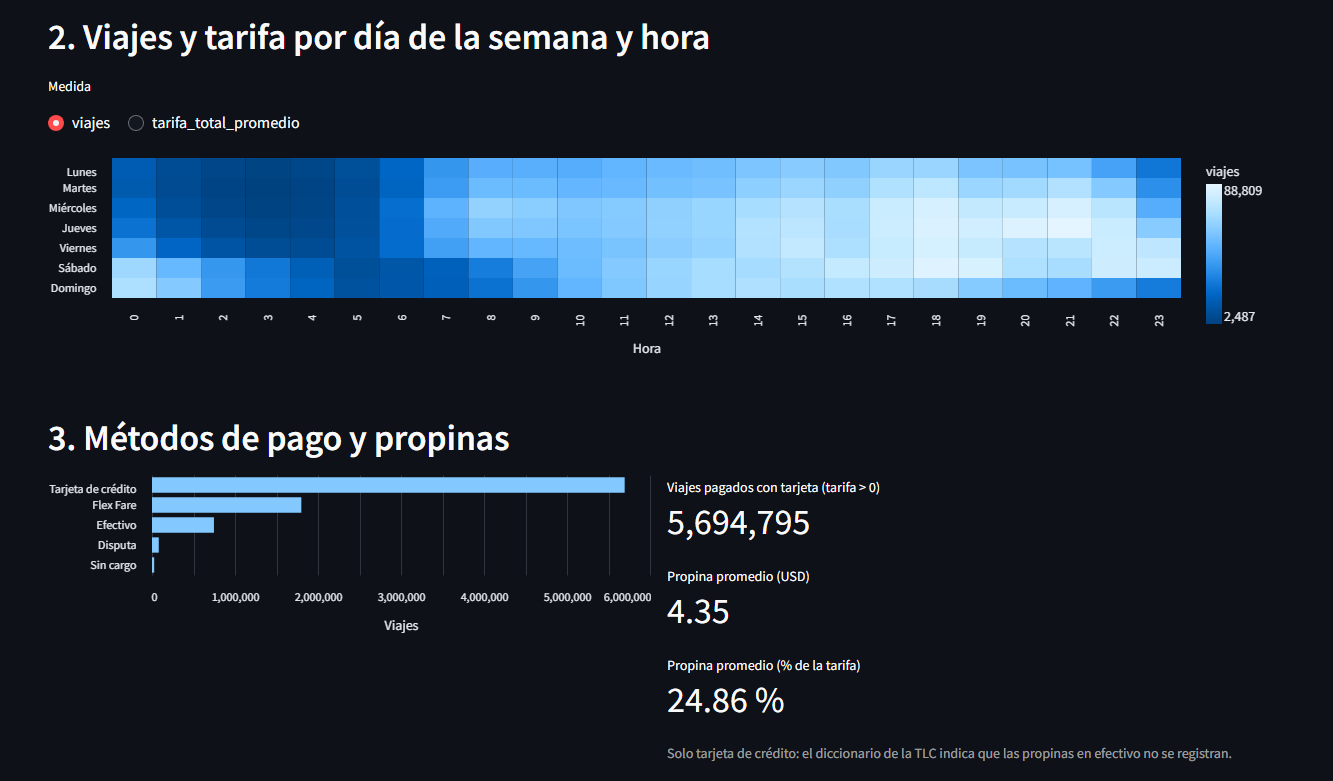 2. Viajes y tarifa por día de la semana y hora
Medida
viajes
tarifa_total_promedio
Lunes
Martes
Miércoles
Jueves
Viernes
Sábado
Domingo
0 1 2 3 4 5 6 7 8 9 10 11 12 13 14 15 16 17 18 19 20 21 22 23
Hora
viajes
88,809
2,487
3. Métodos de pago y propinas
Tarjeta de crédito
Flex Fare
Efectivo
Disputa
Sin cargo
0 1,000,000 2,000,000 3,000,000 4,000,000 5,000,000 6,000,000
Viajes
Viajes pagados con tarjeta (tarifa > 0)
5,694,795
Propina promedio (USD)
4.35
Propina promedio (% de la tarifa)
24.86 %
Solo tarjeta de crédito: el diccionario de la TLC indica que las propinas en efectivo no se registran.